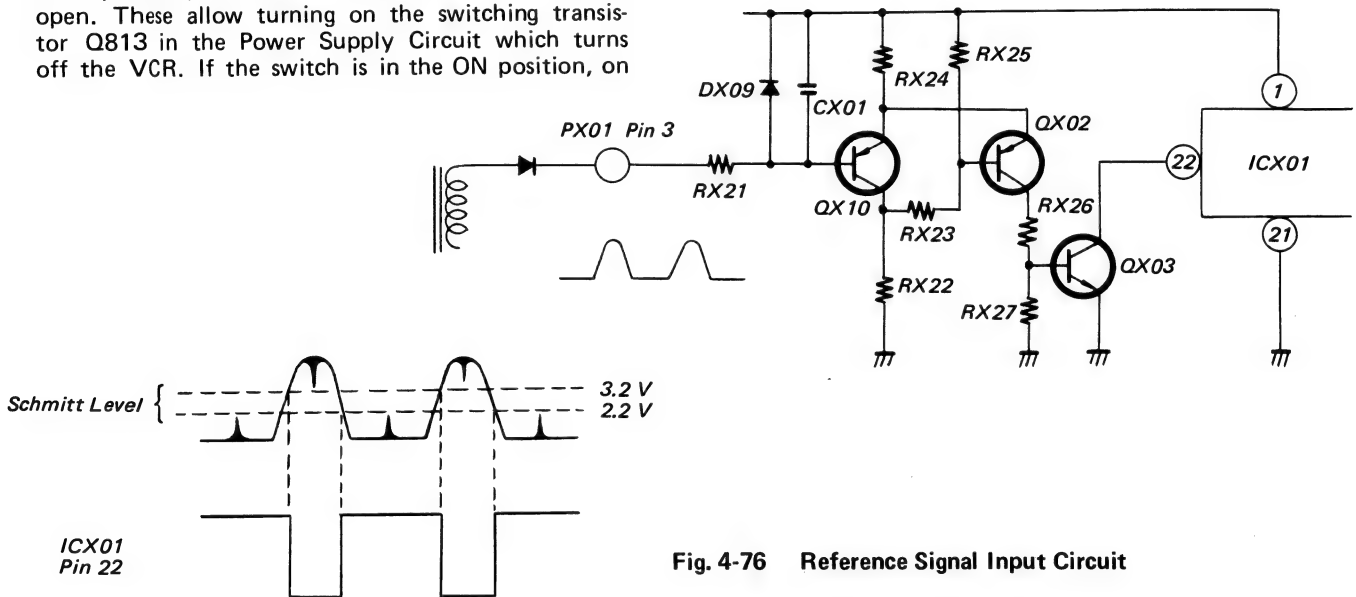 open. These allow turning on the switching transis-
tor Q813 in the Power Supply Circuit which turns
off the VCR. If the switch is in the ON position, on
DX09
CX01
RX24
RX25
QX02
1
PX01 Pin 3
RX21
QX10
RX23
RX26
22
ICX01
21
QX03
RX22
RX27
Schmitt Level {
3.2 V
2.2 V
ICX01
Pin 22
Fig. 4-76 Reference Signal Input Circuit